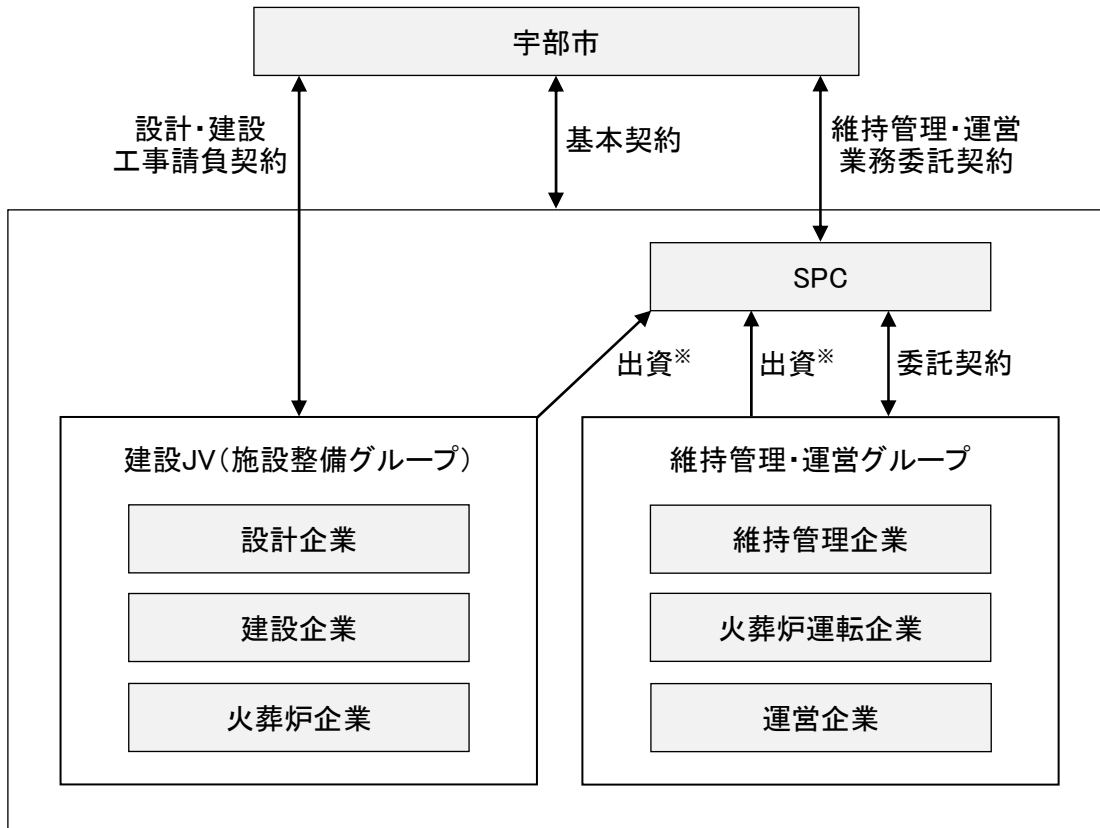 宇部市
設計・建設
工事請負契約
基本契約
維持管理・運営
業務委託契約
SPC
出資※
出資※
委託契約
建設JV（施設整備グループ）
設計企業
建設企業
火葬炉企業
維持管理・運営グループ
維持管理企業
火葬炉運転企業
運営企業